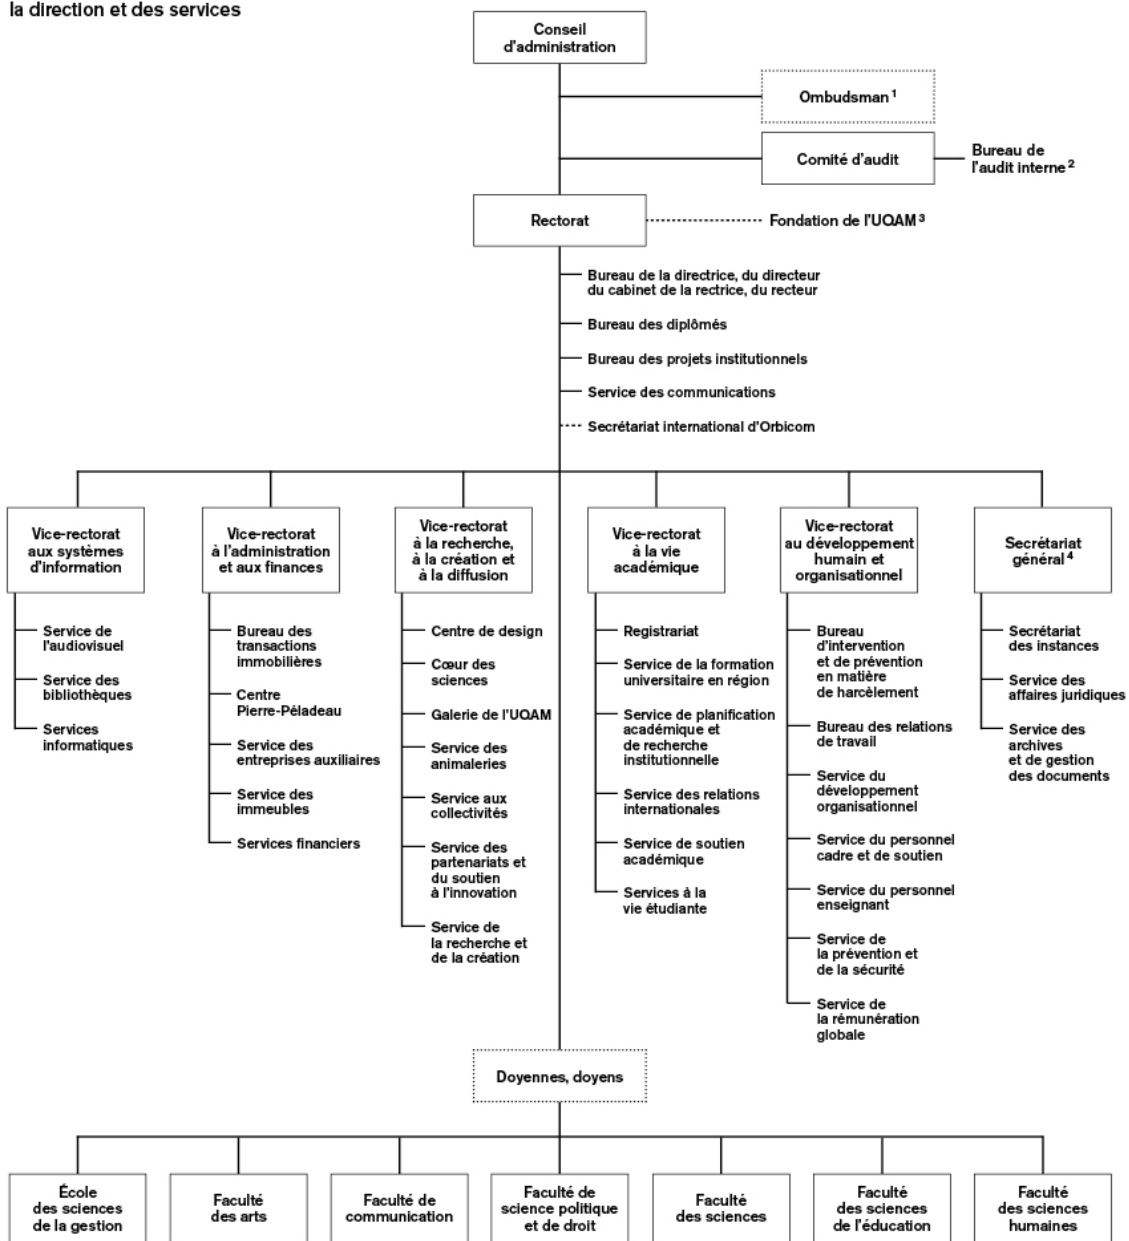 la direction et des services
Conseil
d'administration
Ombudsman 1
Comité d'audit
Bureau de
l'audit interne 2
Rectorat
Fondation de l'UQAM 3
Bureau de la directrice, du directeur
du cabinet de la rectrice, du recteur
Bureau des diplômés
Bureau des projets institutionnels
Service des communications
Secrétariat international d'Orbicom
Vice-rectorat
aux systèmes
d'information
Service de
l'audiovisuel
Service des
bibliothèques
Services
informatiques
Vice-rectorat
à l'administration
et aux finances
Bureau des
transactions
immobilières
Centre
Pierre-Péladeau
Service des
entreprises auxiliaires
Service des
immeubles
Services financiers
Vice-rectorat
à la recherche,
à la création et
à la diffusion
Centre de design
Cœur des
sciences
Galerie de l'UQAM
Service des
animaleries
Service aux
collectivités
Service des
partenariats et
du soutien
à l'innovation
Service de
la recherche et
de la création
Vice-rectorat
à la vie
académique
Registrariat
Service de la formation
universitaire en région
Service de planification
académique et
de recherche
institutionnelle
Service des relations
internationales
Service de soutien
académique
Services à la
vie étudiante
Vice-rectorat
au développement
humain et
organisationnel
Bureau
d'intervention
et de prévention
en matière
de harcèlement
Bureau des relations
de travail
Service du
développement
organisationnel
Service du personnel
cadre et de soutien
Service du personnel
enseignant
Service de
la prévention et
de la sécurité
Service de
la rémunération
globale
Secrétariat
général 4
Secrétariat
des instances
Service des
affaires juridiques
Service des
archives
et de gestion
des documents
Doyennes, doyens
École
des sciences
de la gestion
Faculté
des arts
Faculté de
communication
Faculté de
science politique
et de droit
Faculté
des sciences
Faculté
des sciences
de l'éducation
Faculté
des sciences
humaines